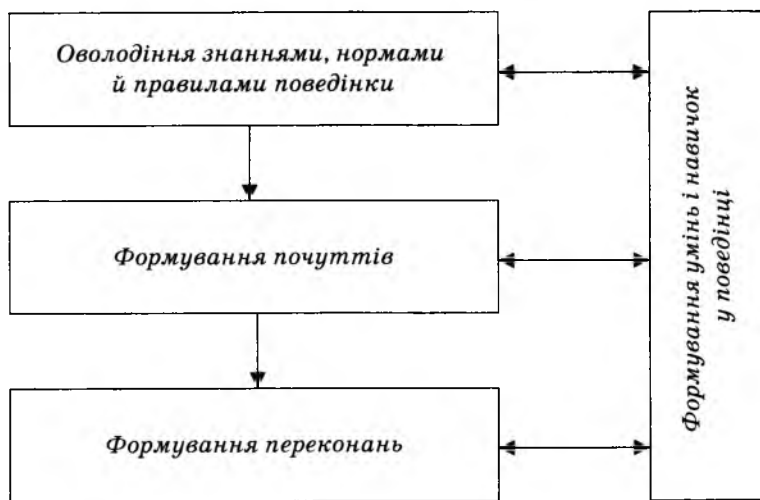 Оволодіння знаннями, нормами
й правилами поведінки
Формування почуттів
Формування переконань
Формування умінь і навичок
у поведінці